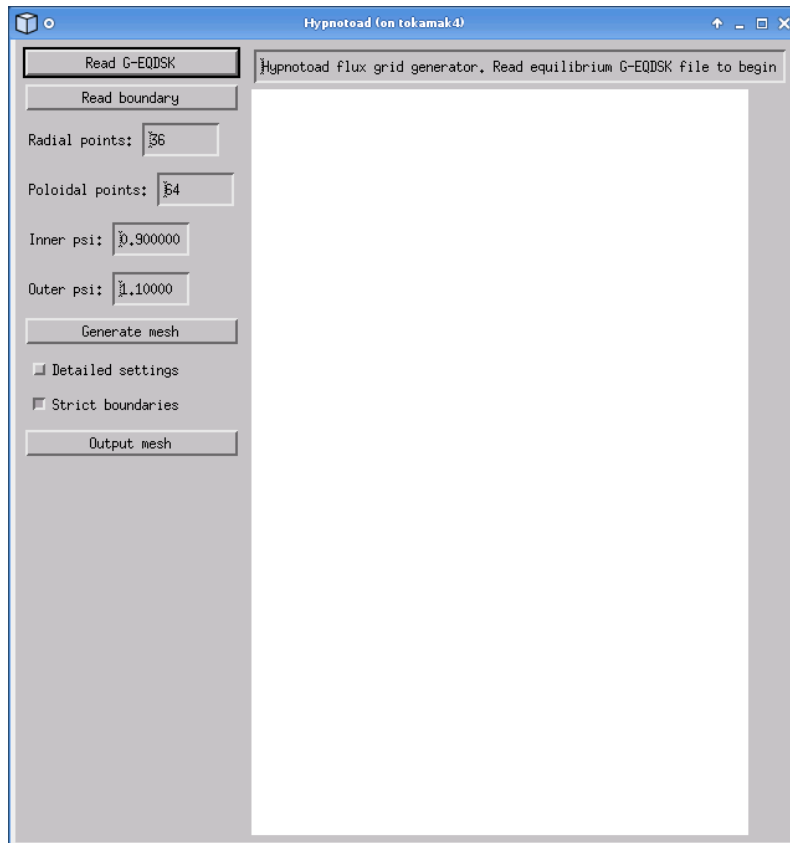 Hypnotoad (on tokamak4)
Read G-EQDSK
Hypnotoad flux grid generator. Read equilibrium G-EQDSK file to begin
Read boundary
Radial points: 36
Poloidal points: 64
Inner psi: 0.900000
Outer psi: 1.10000
Generate mesh
Detailed settings
Strict boundaries
Output mesh